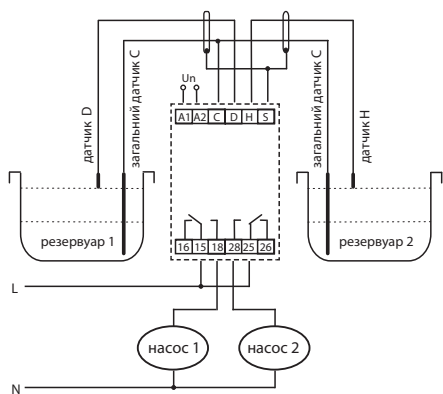 Un
A1 A2 C D H S
датчик D
загальний датчик C
загальний датчик C
датчик H
резервуар 1
резервуар 2
16 15 18 28 25 26
L
насос 1
насос 2
N